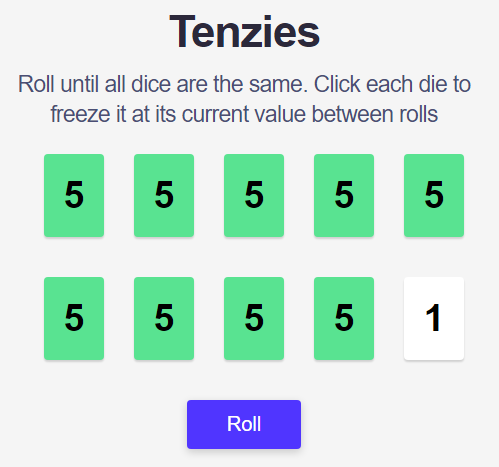 Tenzies
Roll until all dice are the same. Click each die to
freeze it at its current value between rolls
5 5 5 5 5
5 5 5 5 1
Roll